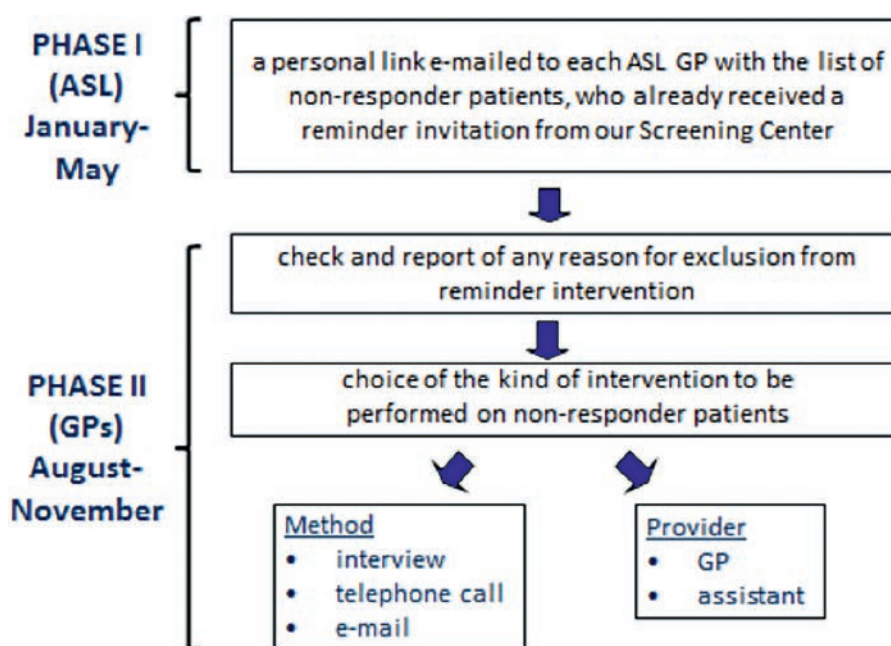 PHASE I
(ASL)
January-
May
a personal link e-mailed to each ASL GP with the list of
non-responder patients, who already received a
reminder invitation from our Screening Center
PHASE II
(GPs)
August-
November
check and report of any reason for exclusion from
reminder intervention
choice of the kind of intervention to be
performed on non-responder patients
Method
• interview
• telephone call
• e-mail
Provider
• GP
• assistant